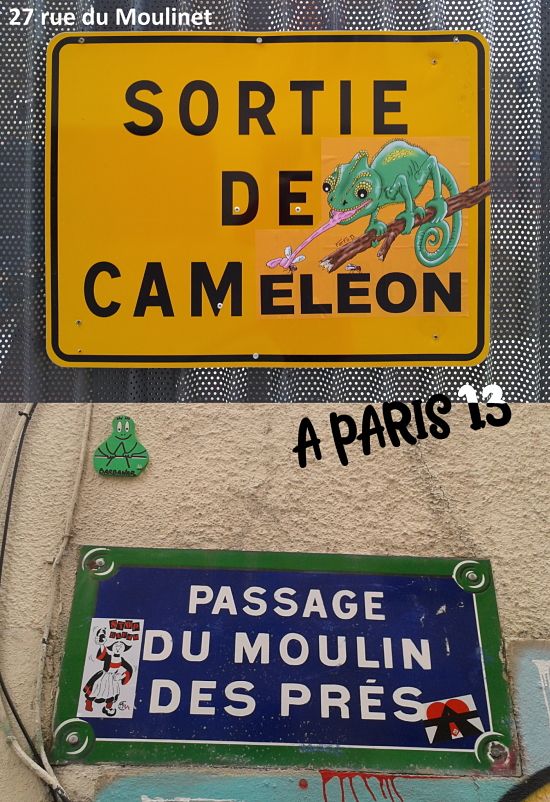 27 rue du Moulinet
SORTIE
DE
CAMELEON
A PARIS 13
PASSAGE
DU MOULIN
DES PRÉS